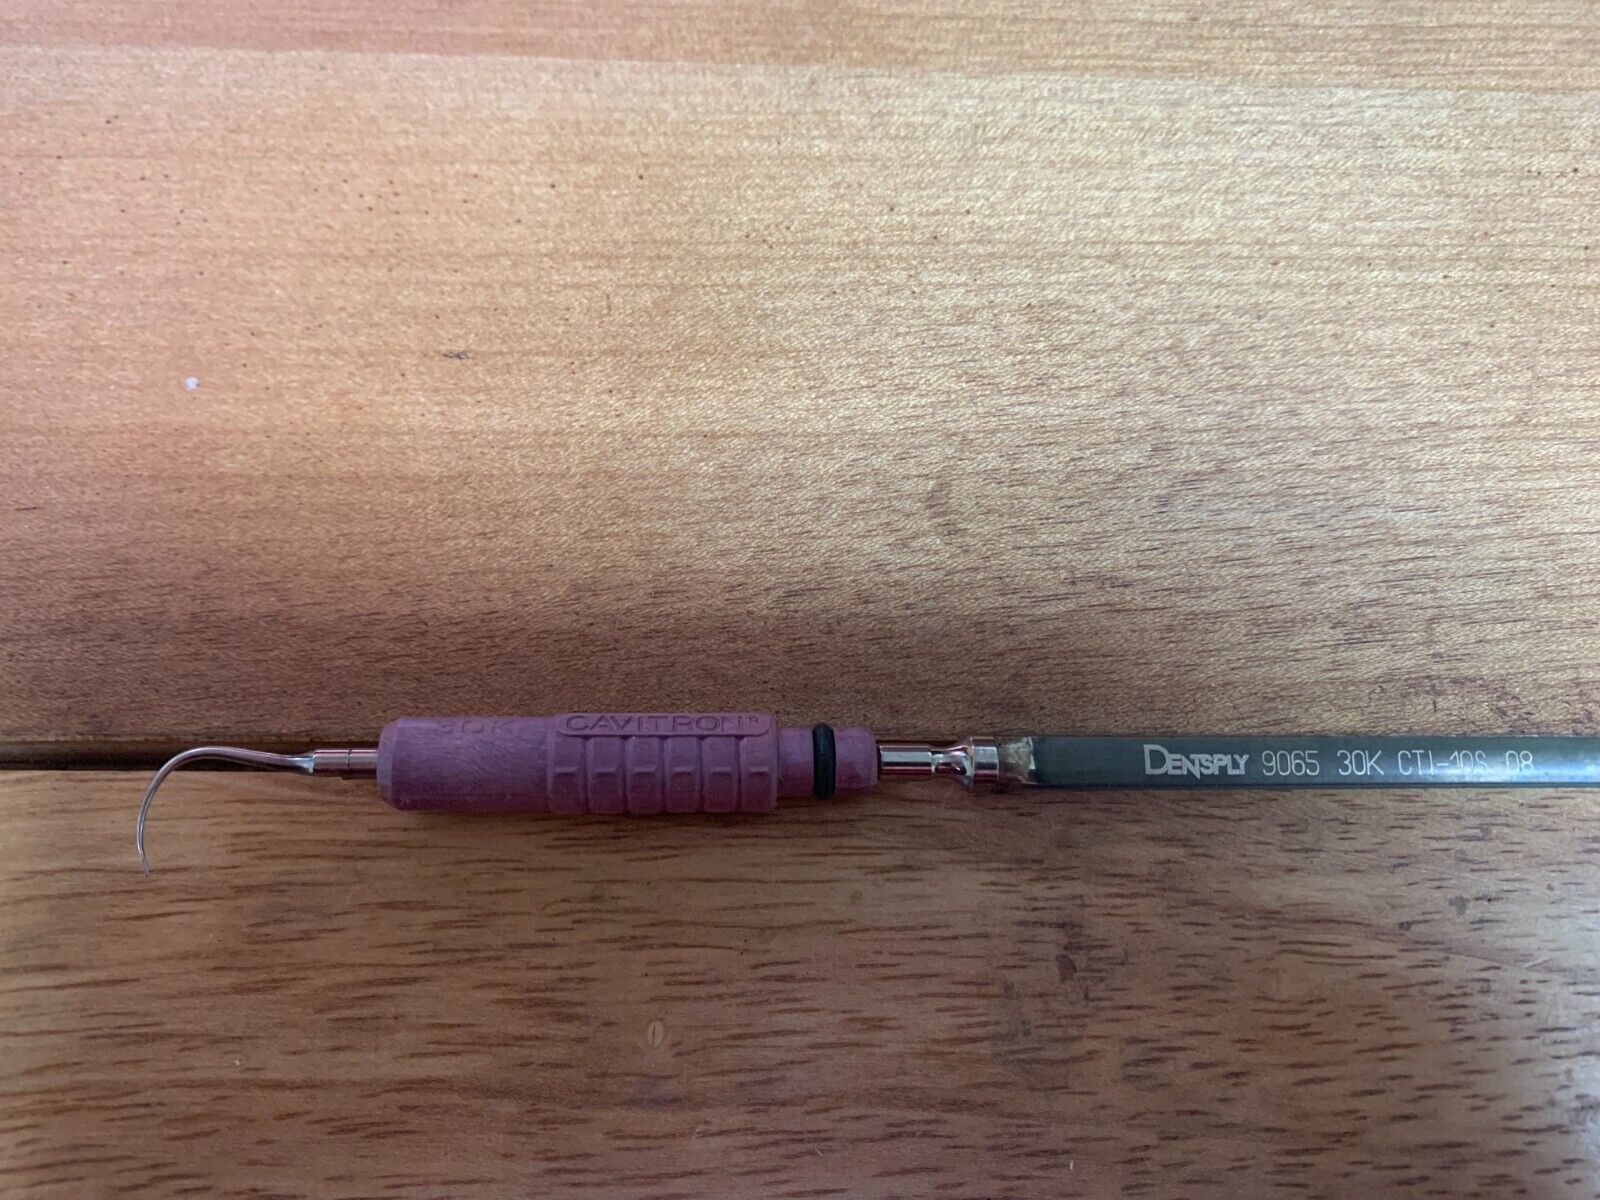 30K CAVITRON®
DENTSPLY 9065 30K CTI-10S 08